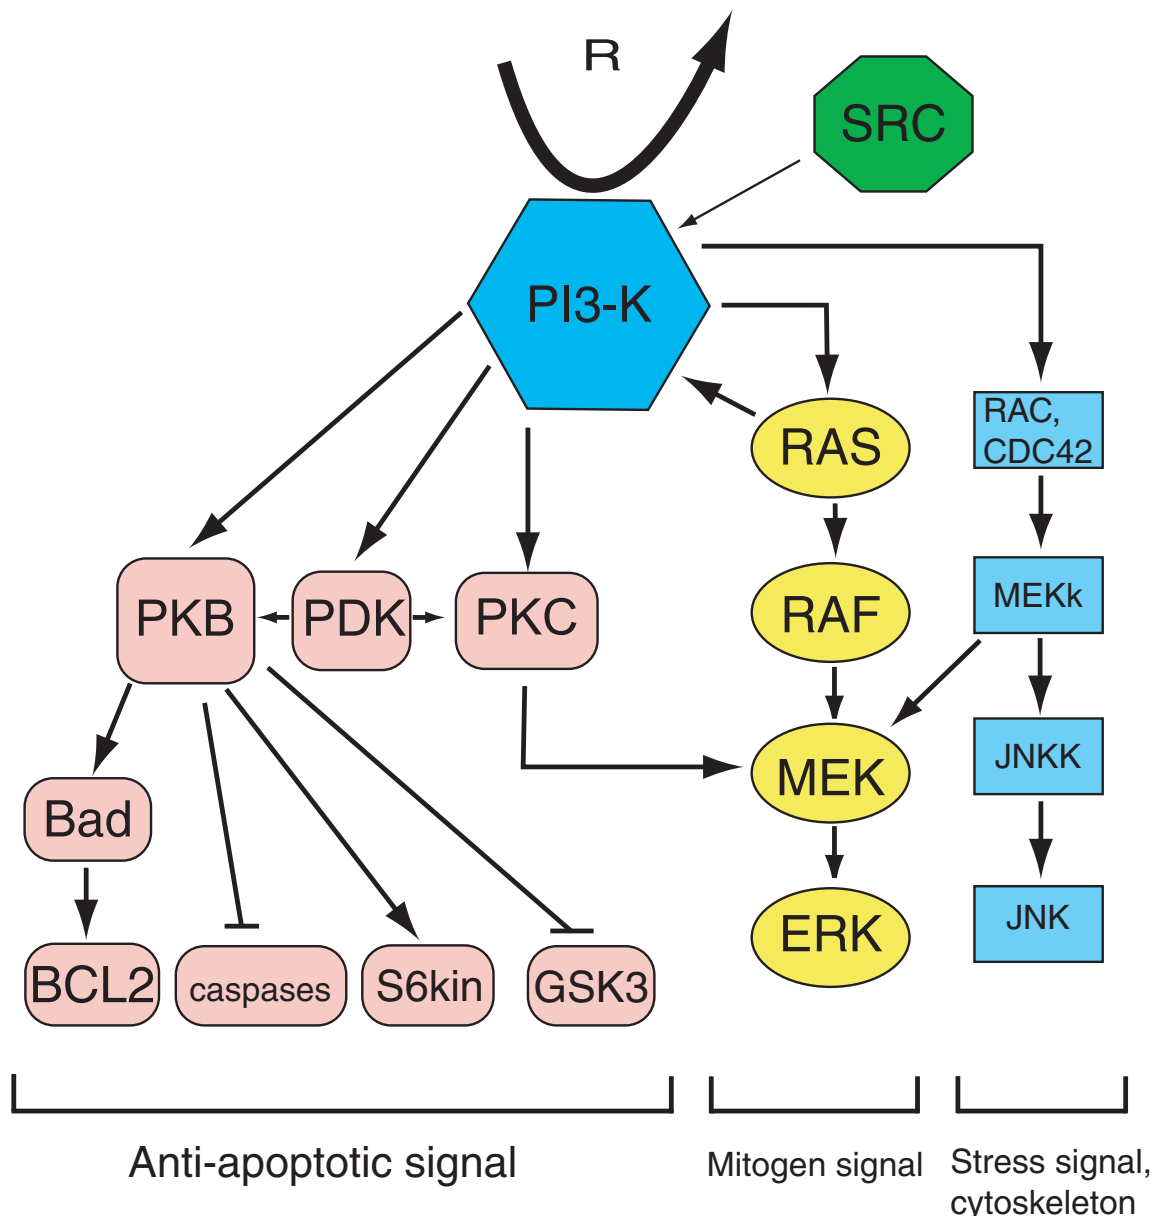 R
SRC
PI3-K
RAS
RAC,
CDC42
PKB
PDK
PKC
RAF
MEKk
Bad
MEK
JNKK
BCL2
caspases
S6kin
GSK3
ERK
JNK
Anti-apoptotic signal
Mitogen signal
Stress signal,
cytoskeleton